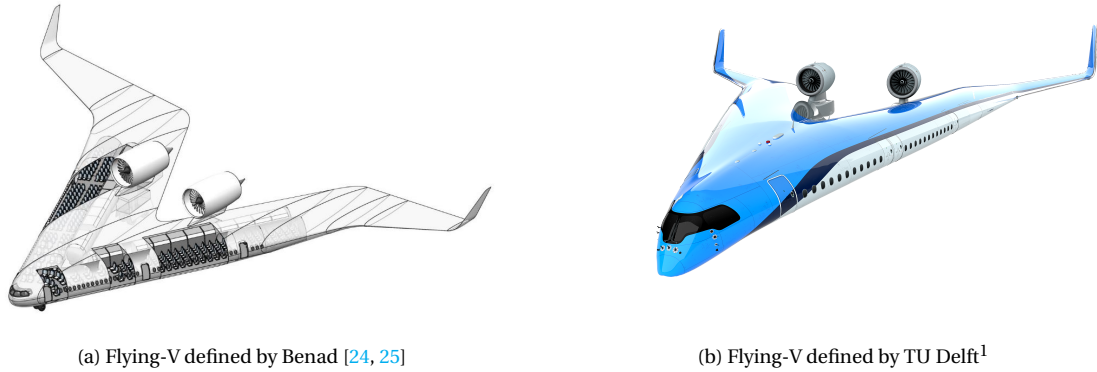 (a) Flying-V defined by Benad [24, 25]
(b) Flying-V defined by TU Delft1